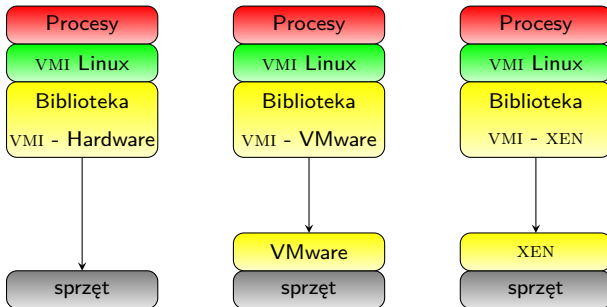 Procesy
VMI Linux
Biblioteka
VMI - Hardware
sprzęt
Procesy
VMI Linux
Biblioteka
VMI - VMware
VMware
sprzęt
Procesy
VMI Linux
Biblioteka
VMI - XEN
XEN
sprzęt